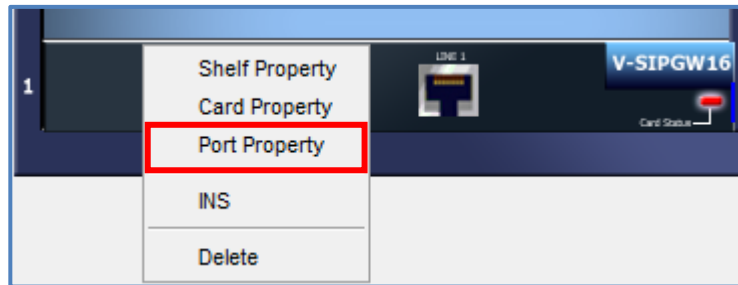 1
Shelf Property
Card Property
Port Property
INS
Delete
LINE 1
V-SIPGW16
Card Status